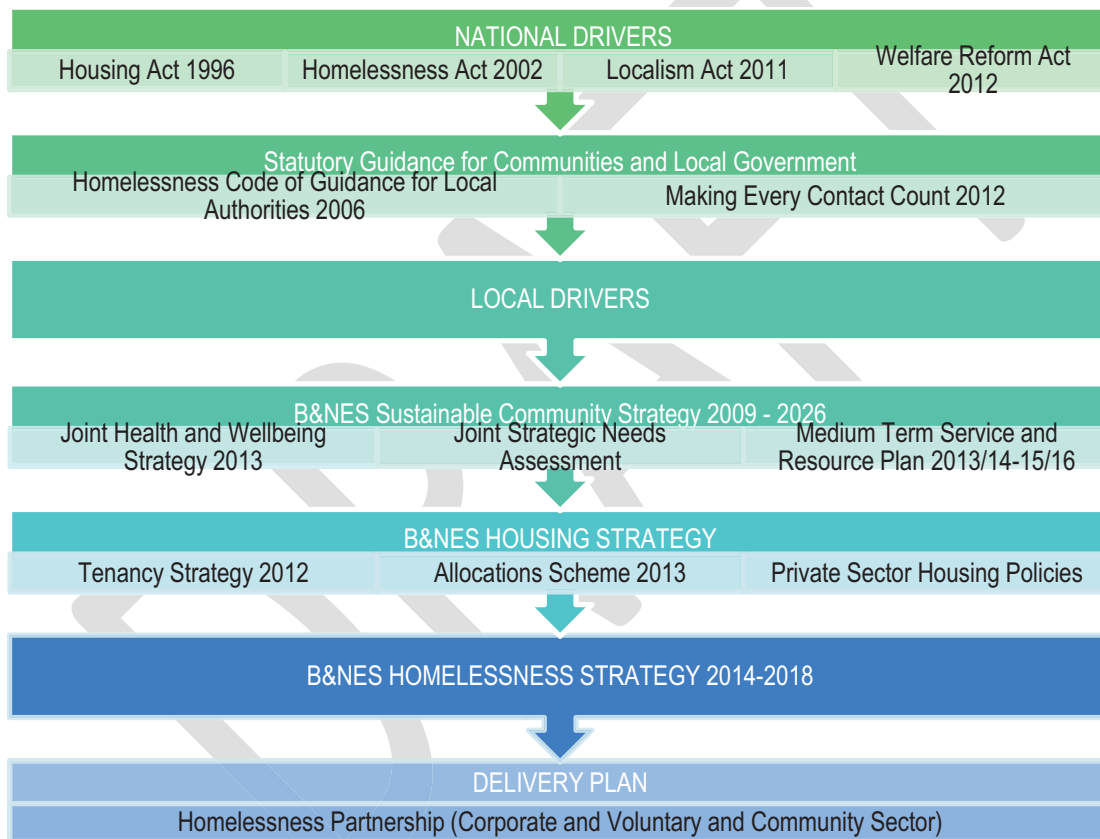 NATIONAL DRIVERS
Housing Act 1996
Homelessness Act 2002
Localism Act 2011
Welfare Reform Act
2012
Statutory Guidance for Communities and Local Government
Homelessness Code of Guidance for Local
Authorities 2006
Making Every Contact Count 2012
LOCAL DRIVERS
B&NES Sustainable Community Strategy 2009 - 2026
Joint Health and Wellbeing
Strategy 2013
Joint Strategic Needs
Assessment
Medium Term Service and
Resource Plan 2013/14-15/16
B&NES HOUSING STRATEGY
Tenancy Strategy 2012
Allocations Scheme 2013
Private Sector Housing Policies
B&NES HOMELESSNESS STRATEGY 2014-2018
DELIVERY PLAN
Homelessness Partnership (Corporate and Voluntary and Community Sector)